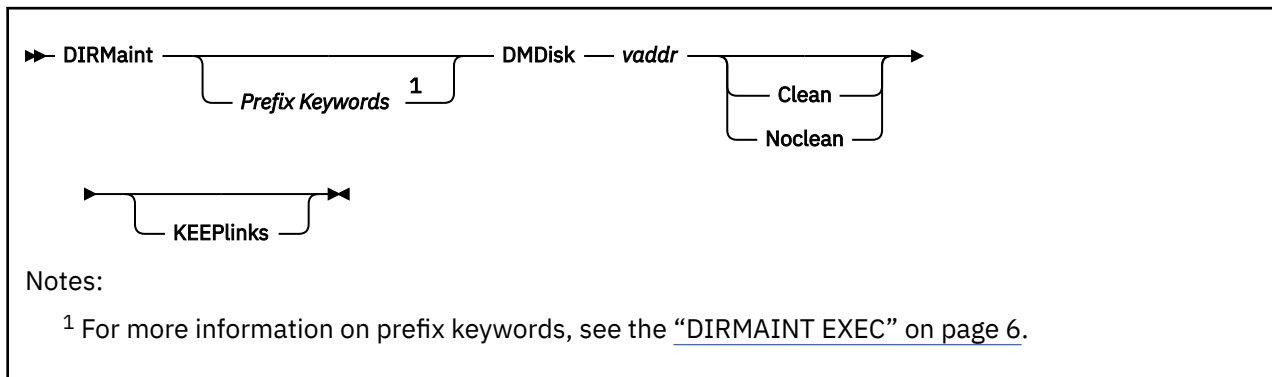 DIRMaint Prefix Keywords 1 DMDisk vaddr Clean
Noclean
KEEPlinks
Notes:
1 For more information on prefix keywords, see the “DIRMAINT EXEC” on page 6.